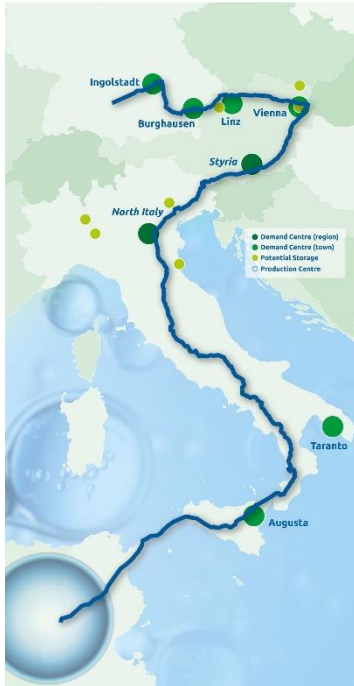 Ingolstadt
Burghausen
Linz
Vienna
Styria
North Italy
Demand Centre (region)
Demand Centre (town)
Potential Storage
Production Centre
Taranto
Augusta